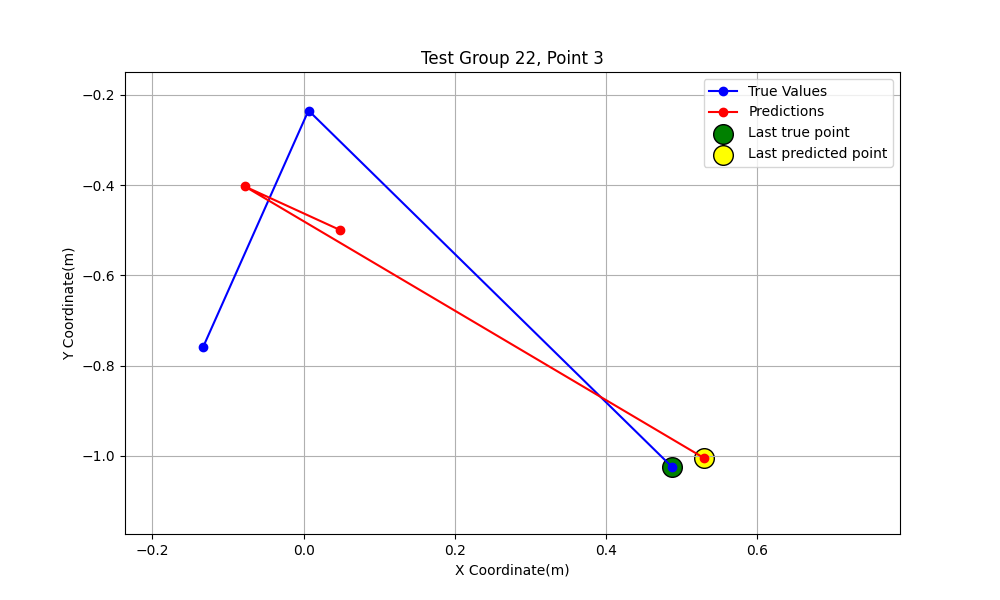 Test Group 22, Point 3
True Values
Predictions
Last true point
Last predicted point
Y Coordinate(m)
−0.2
−0.4
−0.6
−0.8
−1.0
−0.2 0.0 0.2 0.4 0.6
X Coordinate(m)